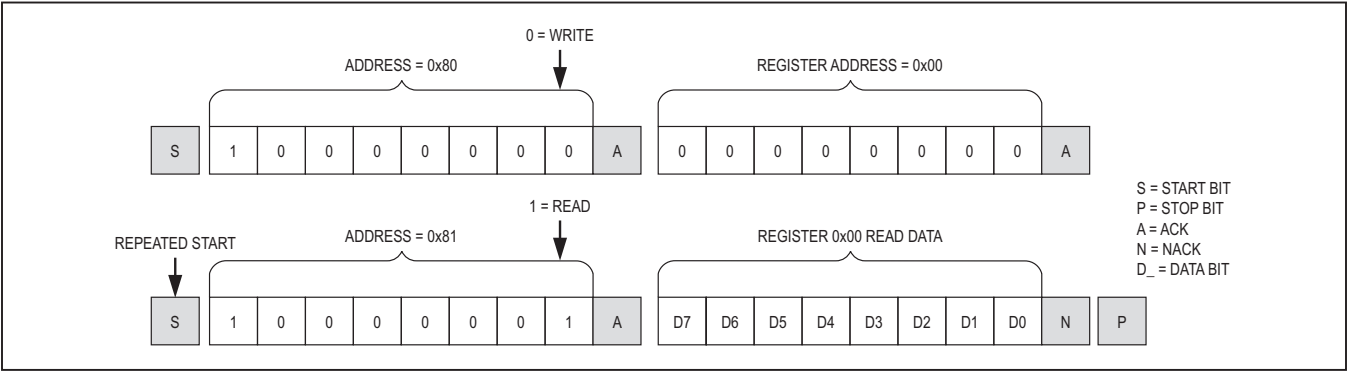 0 = WRITE
ADDRESS = 0x80
REGISTER ADDRESS = 0x00
S 1 0 0 0 0 0 0 0 A 0 0 0 0 0 0 0 0 A
1 = READ
REPEATED START
ADDRESS = 0x81
REGISTER 0x00 READ DATA
S 1 0 0 0 0 0 0 1 A D7 D6 D5 D4 D3 D2 D1 D0 N P
S = START BIT
P = STOP BIT
A = ACK
N = NACK
D_ = DATA BIT